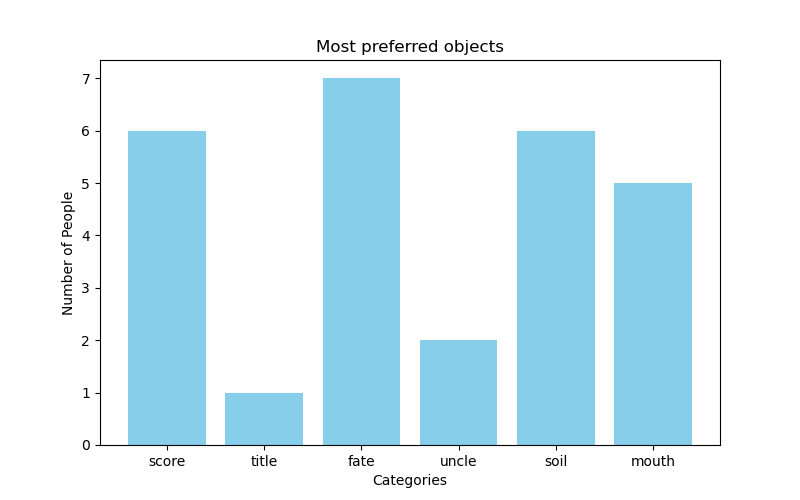 Most preferred objects
Number of People
7
6
5
4
3
2
1
0
score title fate uncle soil mouth
Categories